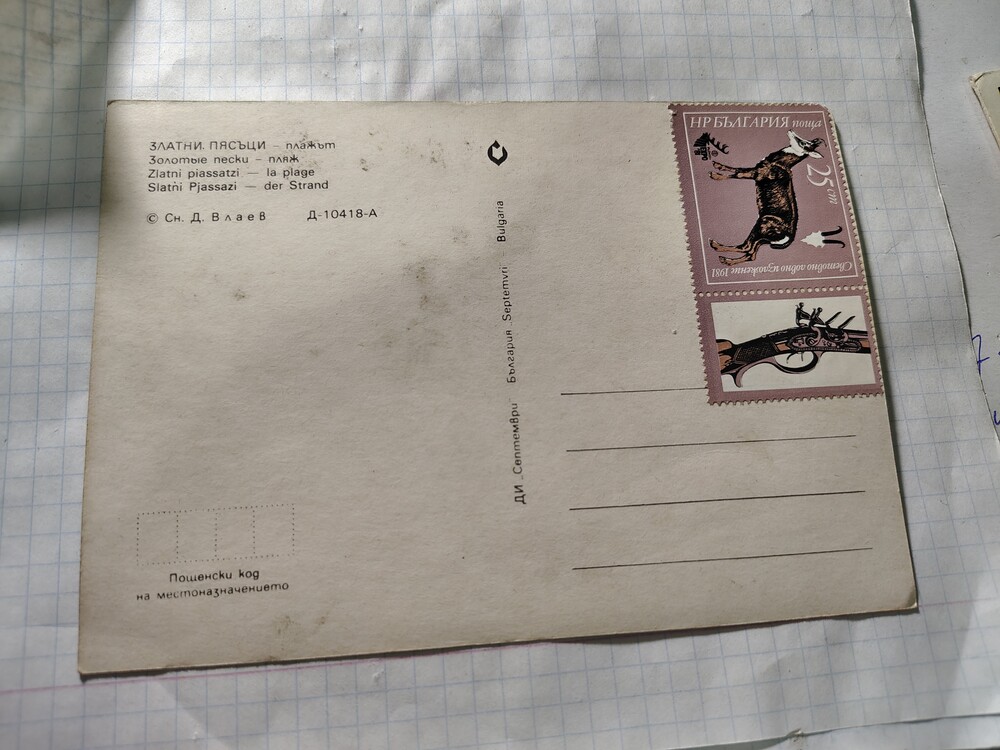 ЗЛАТНИ ПЯСЪЦИ – плажът
Золотые пески – пляж
Zlatni piassatzi — la plage
Slatni Pjassazi — der Strand
© Сн. Д. Влаев Д-10418-А
Пощенски код
на местоназначението
ДИ „Септември България „Septemvri Bulgaria
НР БЪЛГАРИЯ поща
25 ст
Световно ловно изложение 1981